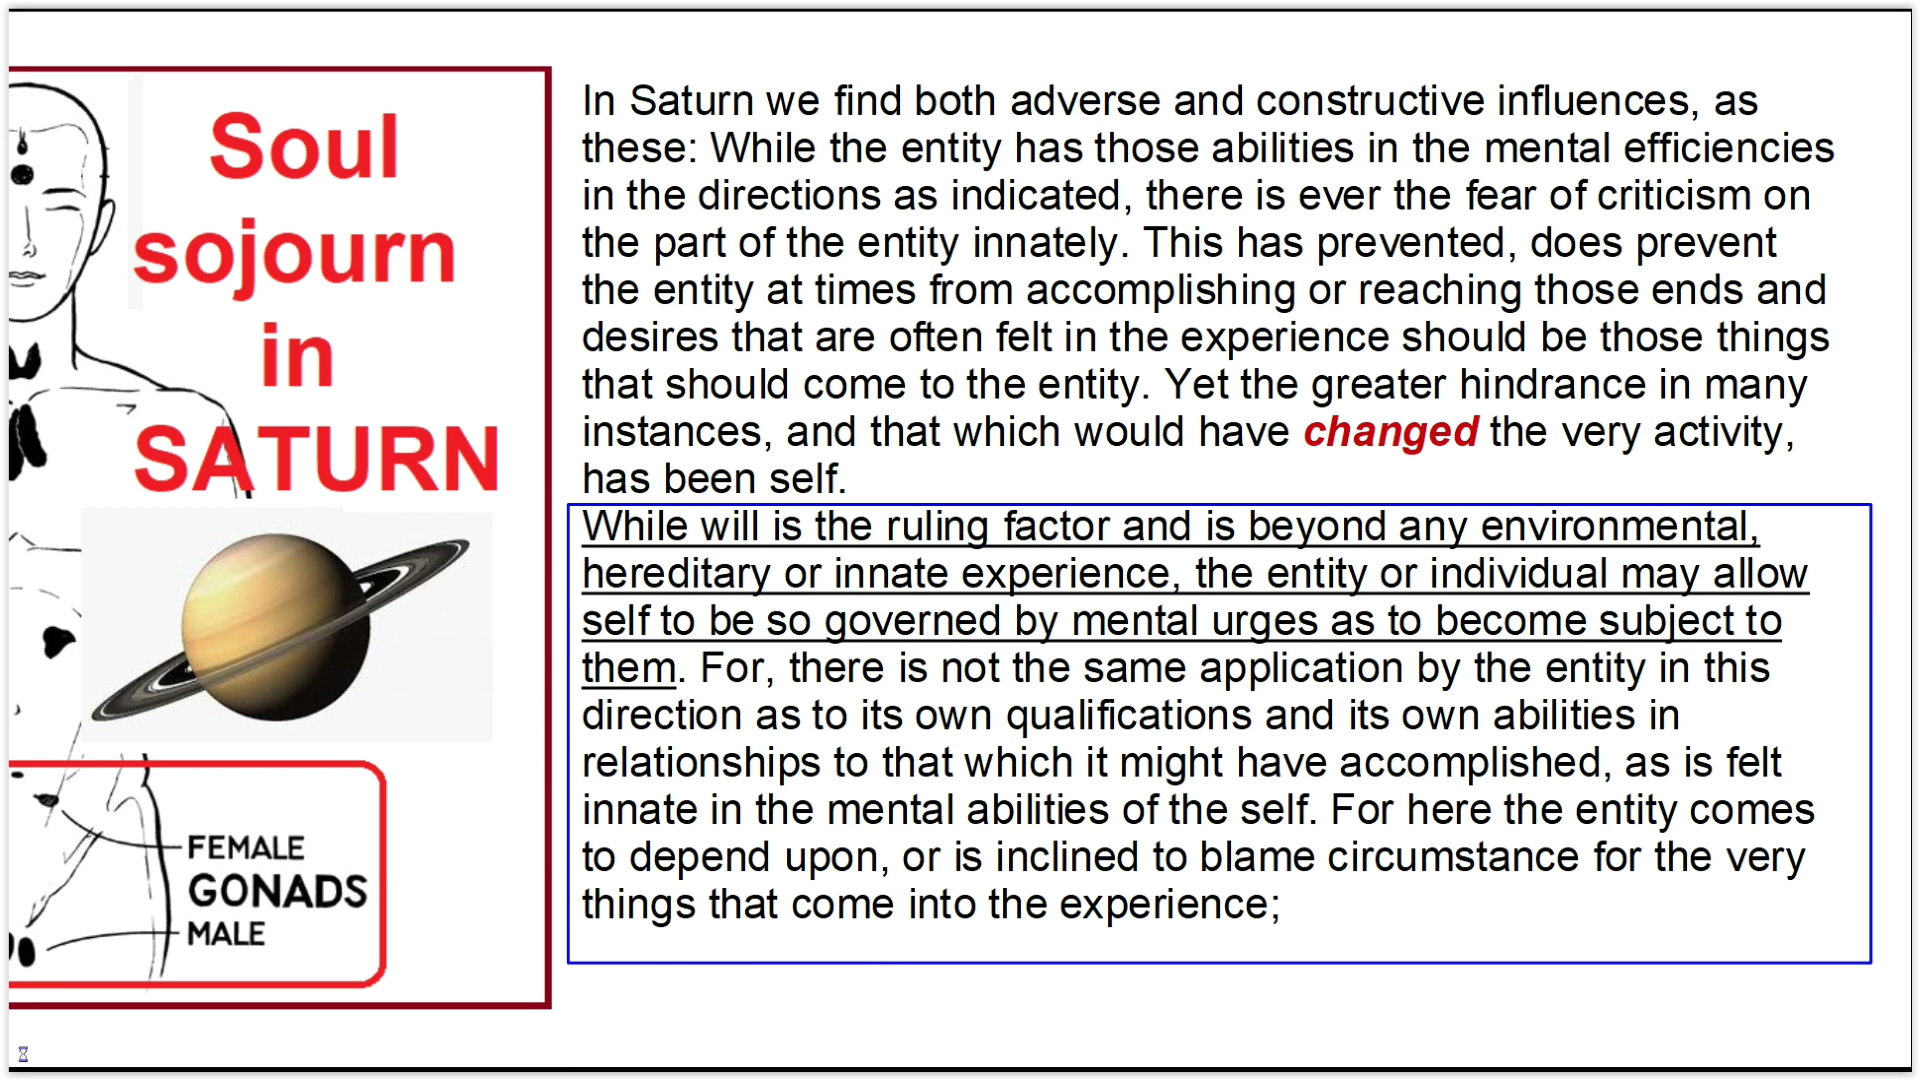 Soul
sojourn
in
SATURN
FEMALE
GONADS
MALE
In Saturn we find both adverse and constructive influences, as
these: While the entity has those abilities in the mental efficiencies
in the directions as indicated, there is ever the fear of criticism on
the part of the entity innately. This has prevented, does prevent
the entity at times from accomplishing or reaching those ends and
desires that are often felt in the experience should be those things
that should come to the entity. Yet the greater hindrance in many
instances, and that which would have changed the very activity,
has been self.
While will is the ruling factor and is beyond any environmental,
hereditary or innate experience, the entity or individual may allow
self to be so governed by mental urges as to become subject to
them. For, there is not the same application by the entity in this
direction as to its own qualifications and its own abilities in
relationships to that which it might have accomplished, as is felt
innate in the mental abilities of the self. For here the entity comes
to depend upon, or is inclined to blame circumstance for the very
things that come into the experience;